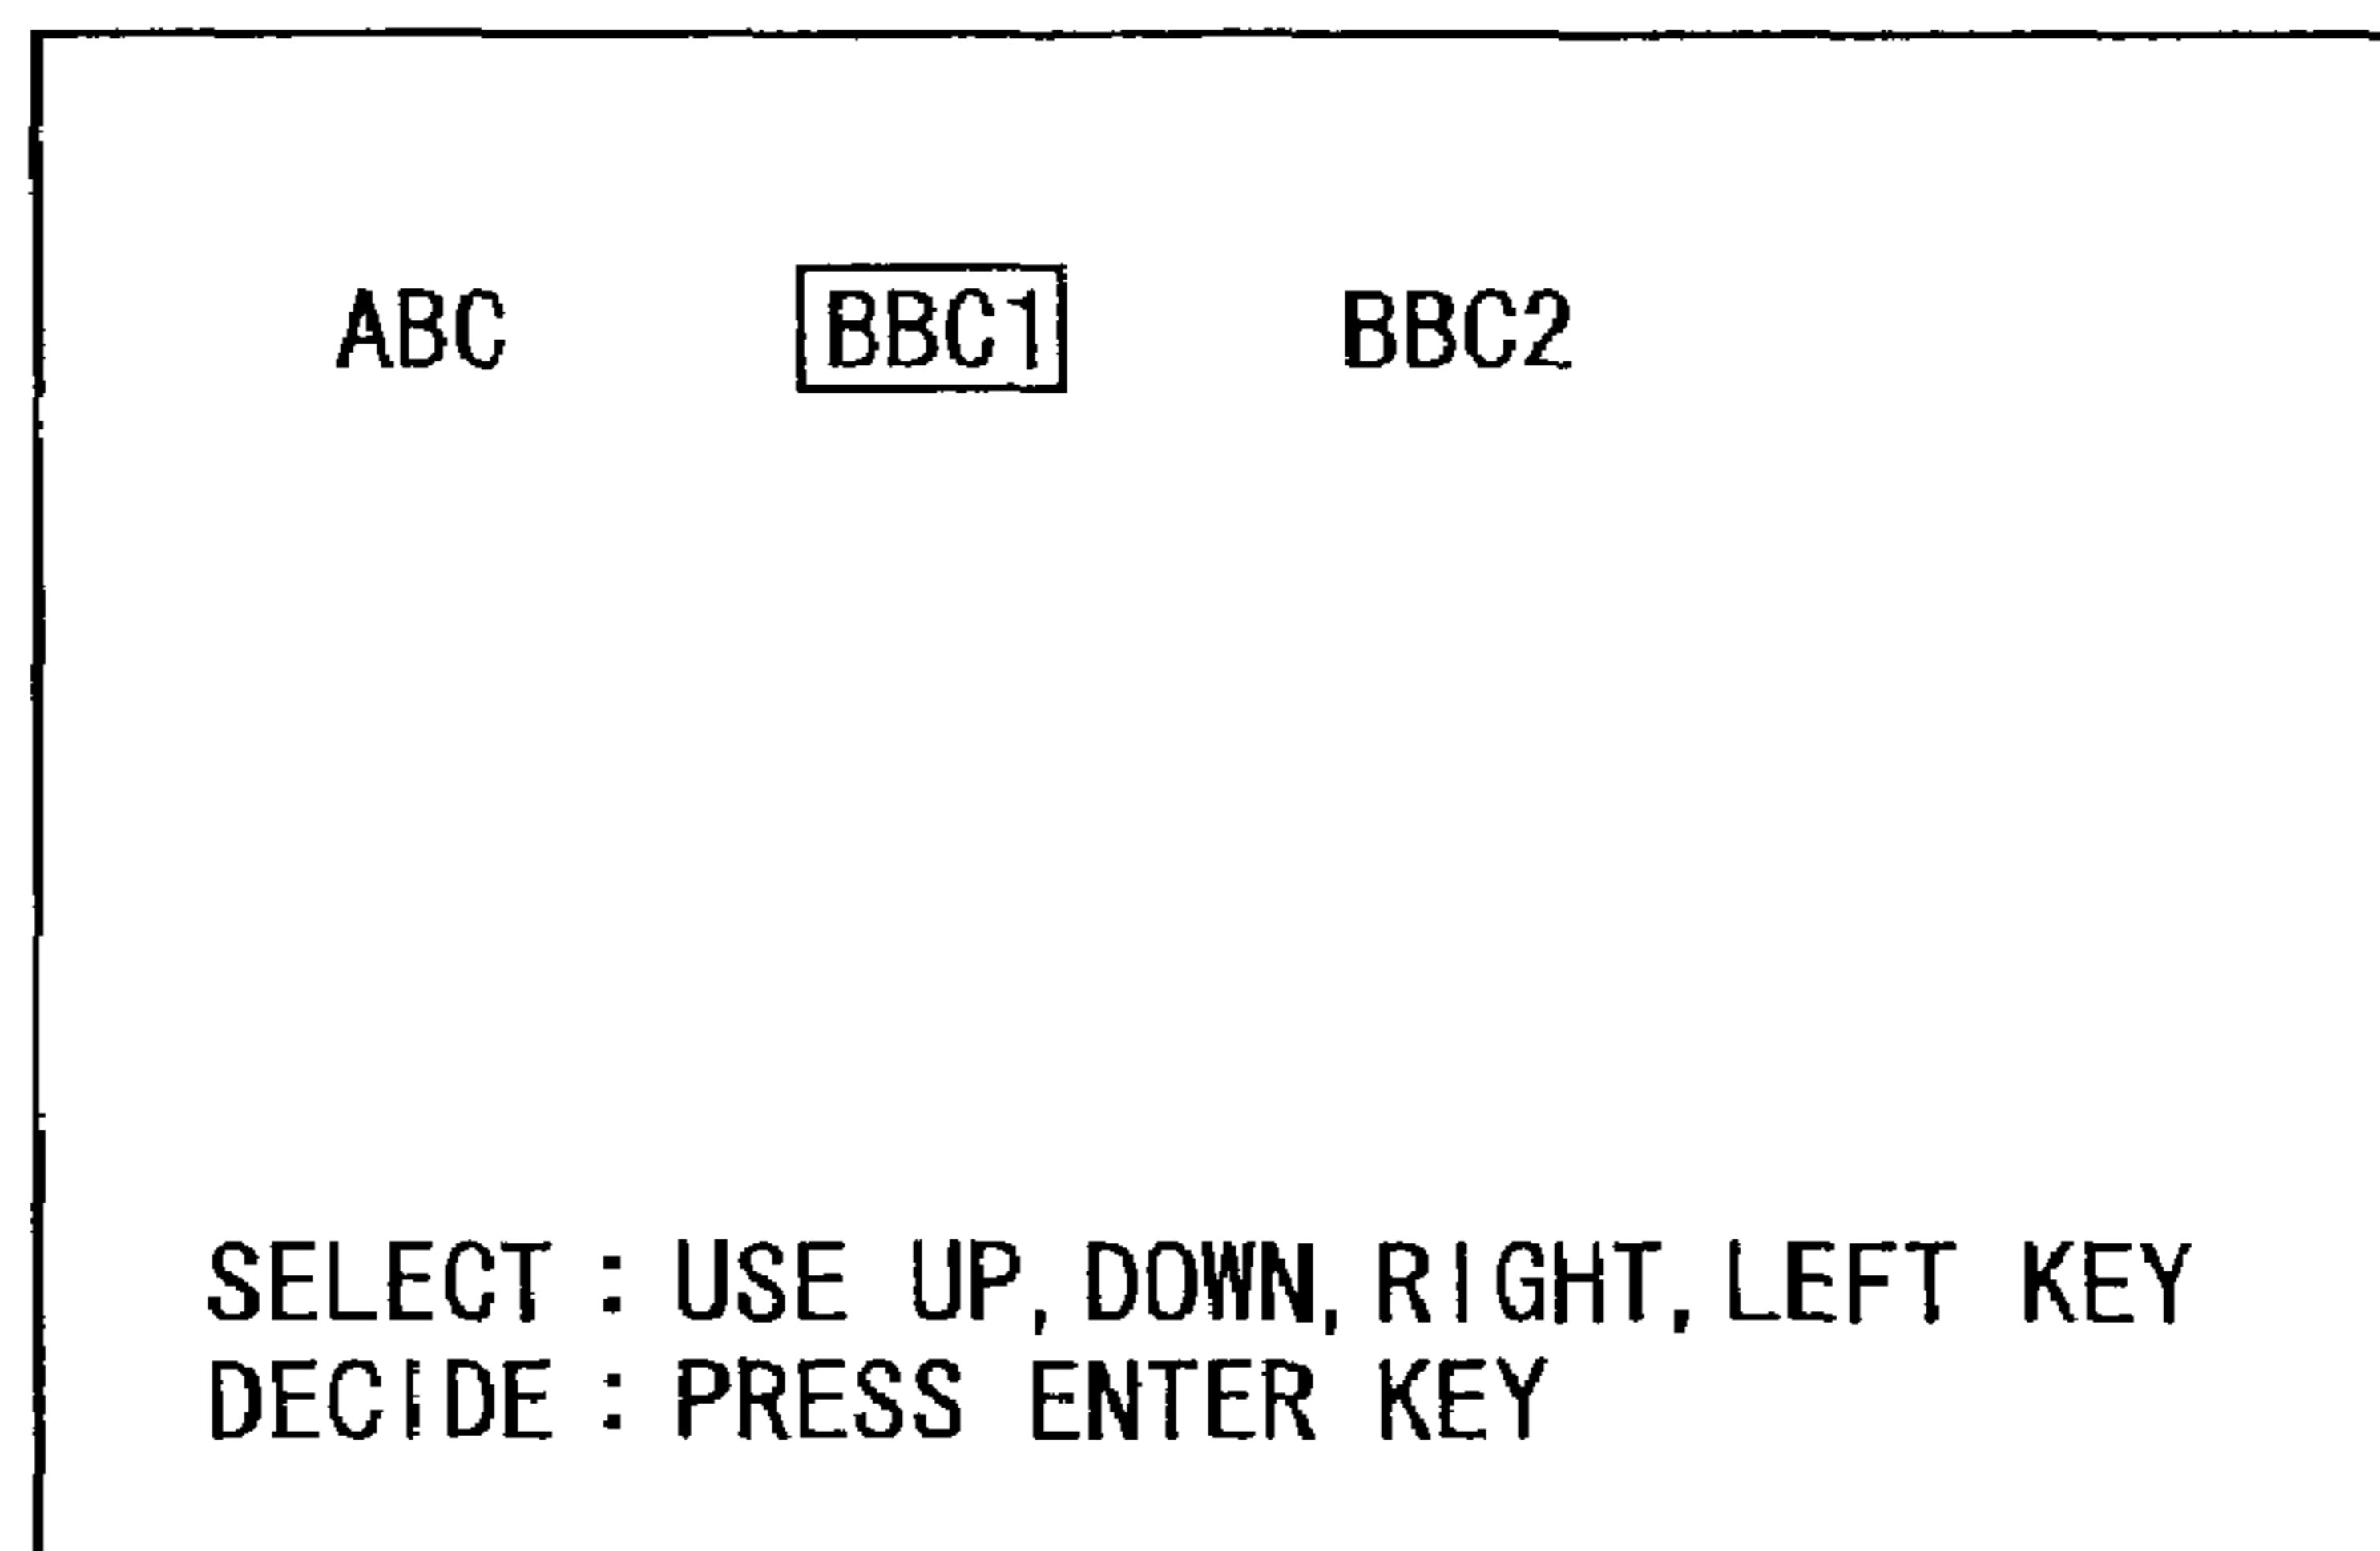 ABC BBC1 BBC2
SELECT : USE UP, DOWN, RIGHT, LEFT KEY
DECIDE : PRESS ENTER KEY